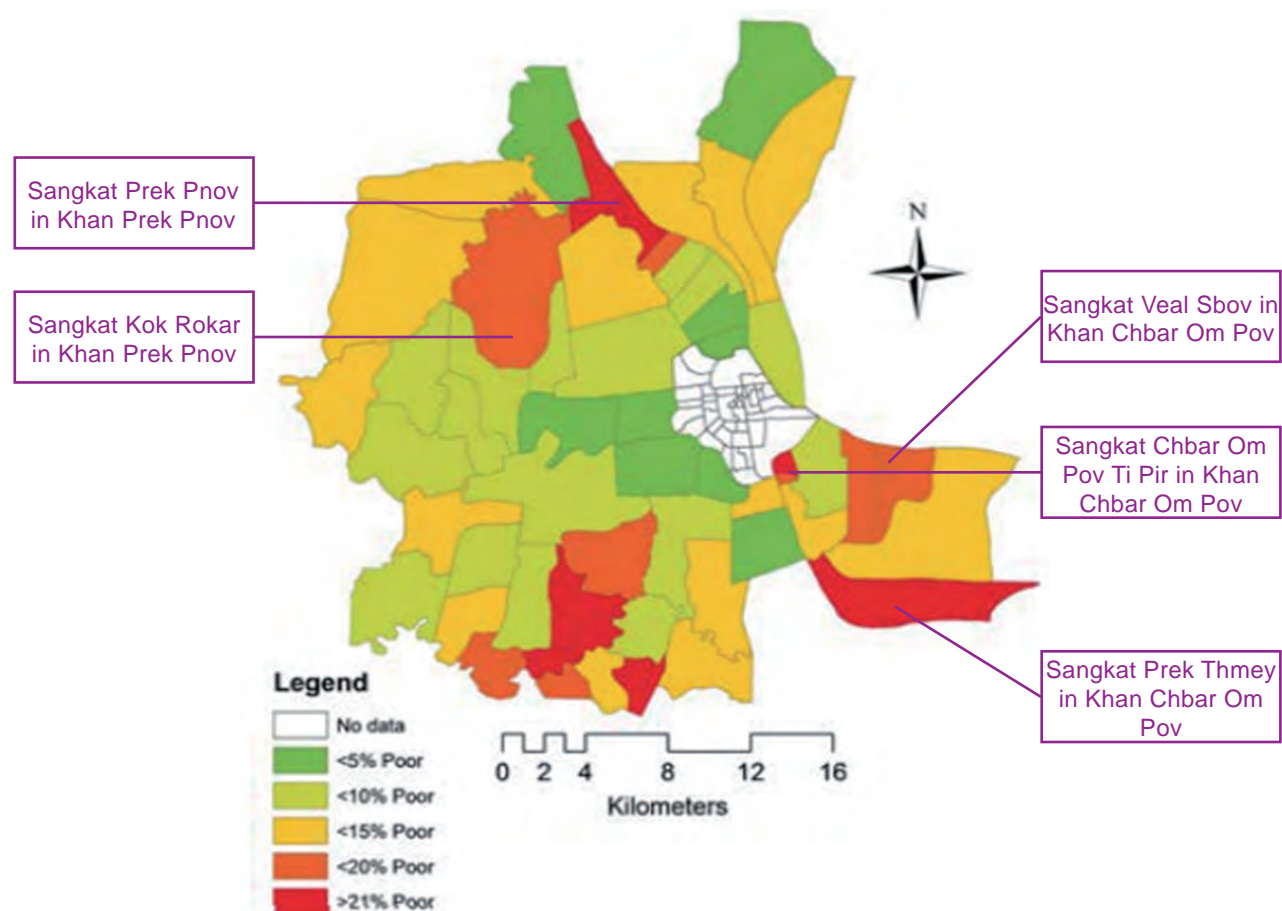 Sangkat Prek Pnov
in Khan Prek Pnov
Sangkat Kok Rokar
in Khan Prek Pnov
N
Sangkat Veal Sbov in
Khan Chbar Om Pov
Sangkat Chbar Om
Pov Ti Pir in Khan
Chbar Om Pov
Sangkat Prek Thmey
in Khan Chbar Om
Pov
Legend
No data
<5% Poor
<10% Poor
<15% Poor
<20% Poor
>21% Poor
0 2 4 8 12 16
Kilometers